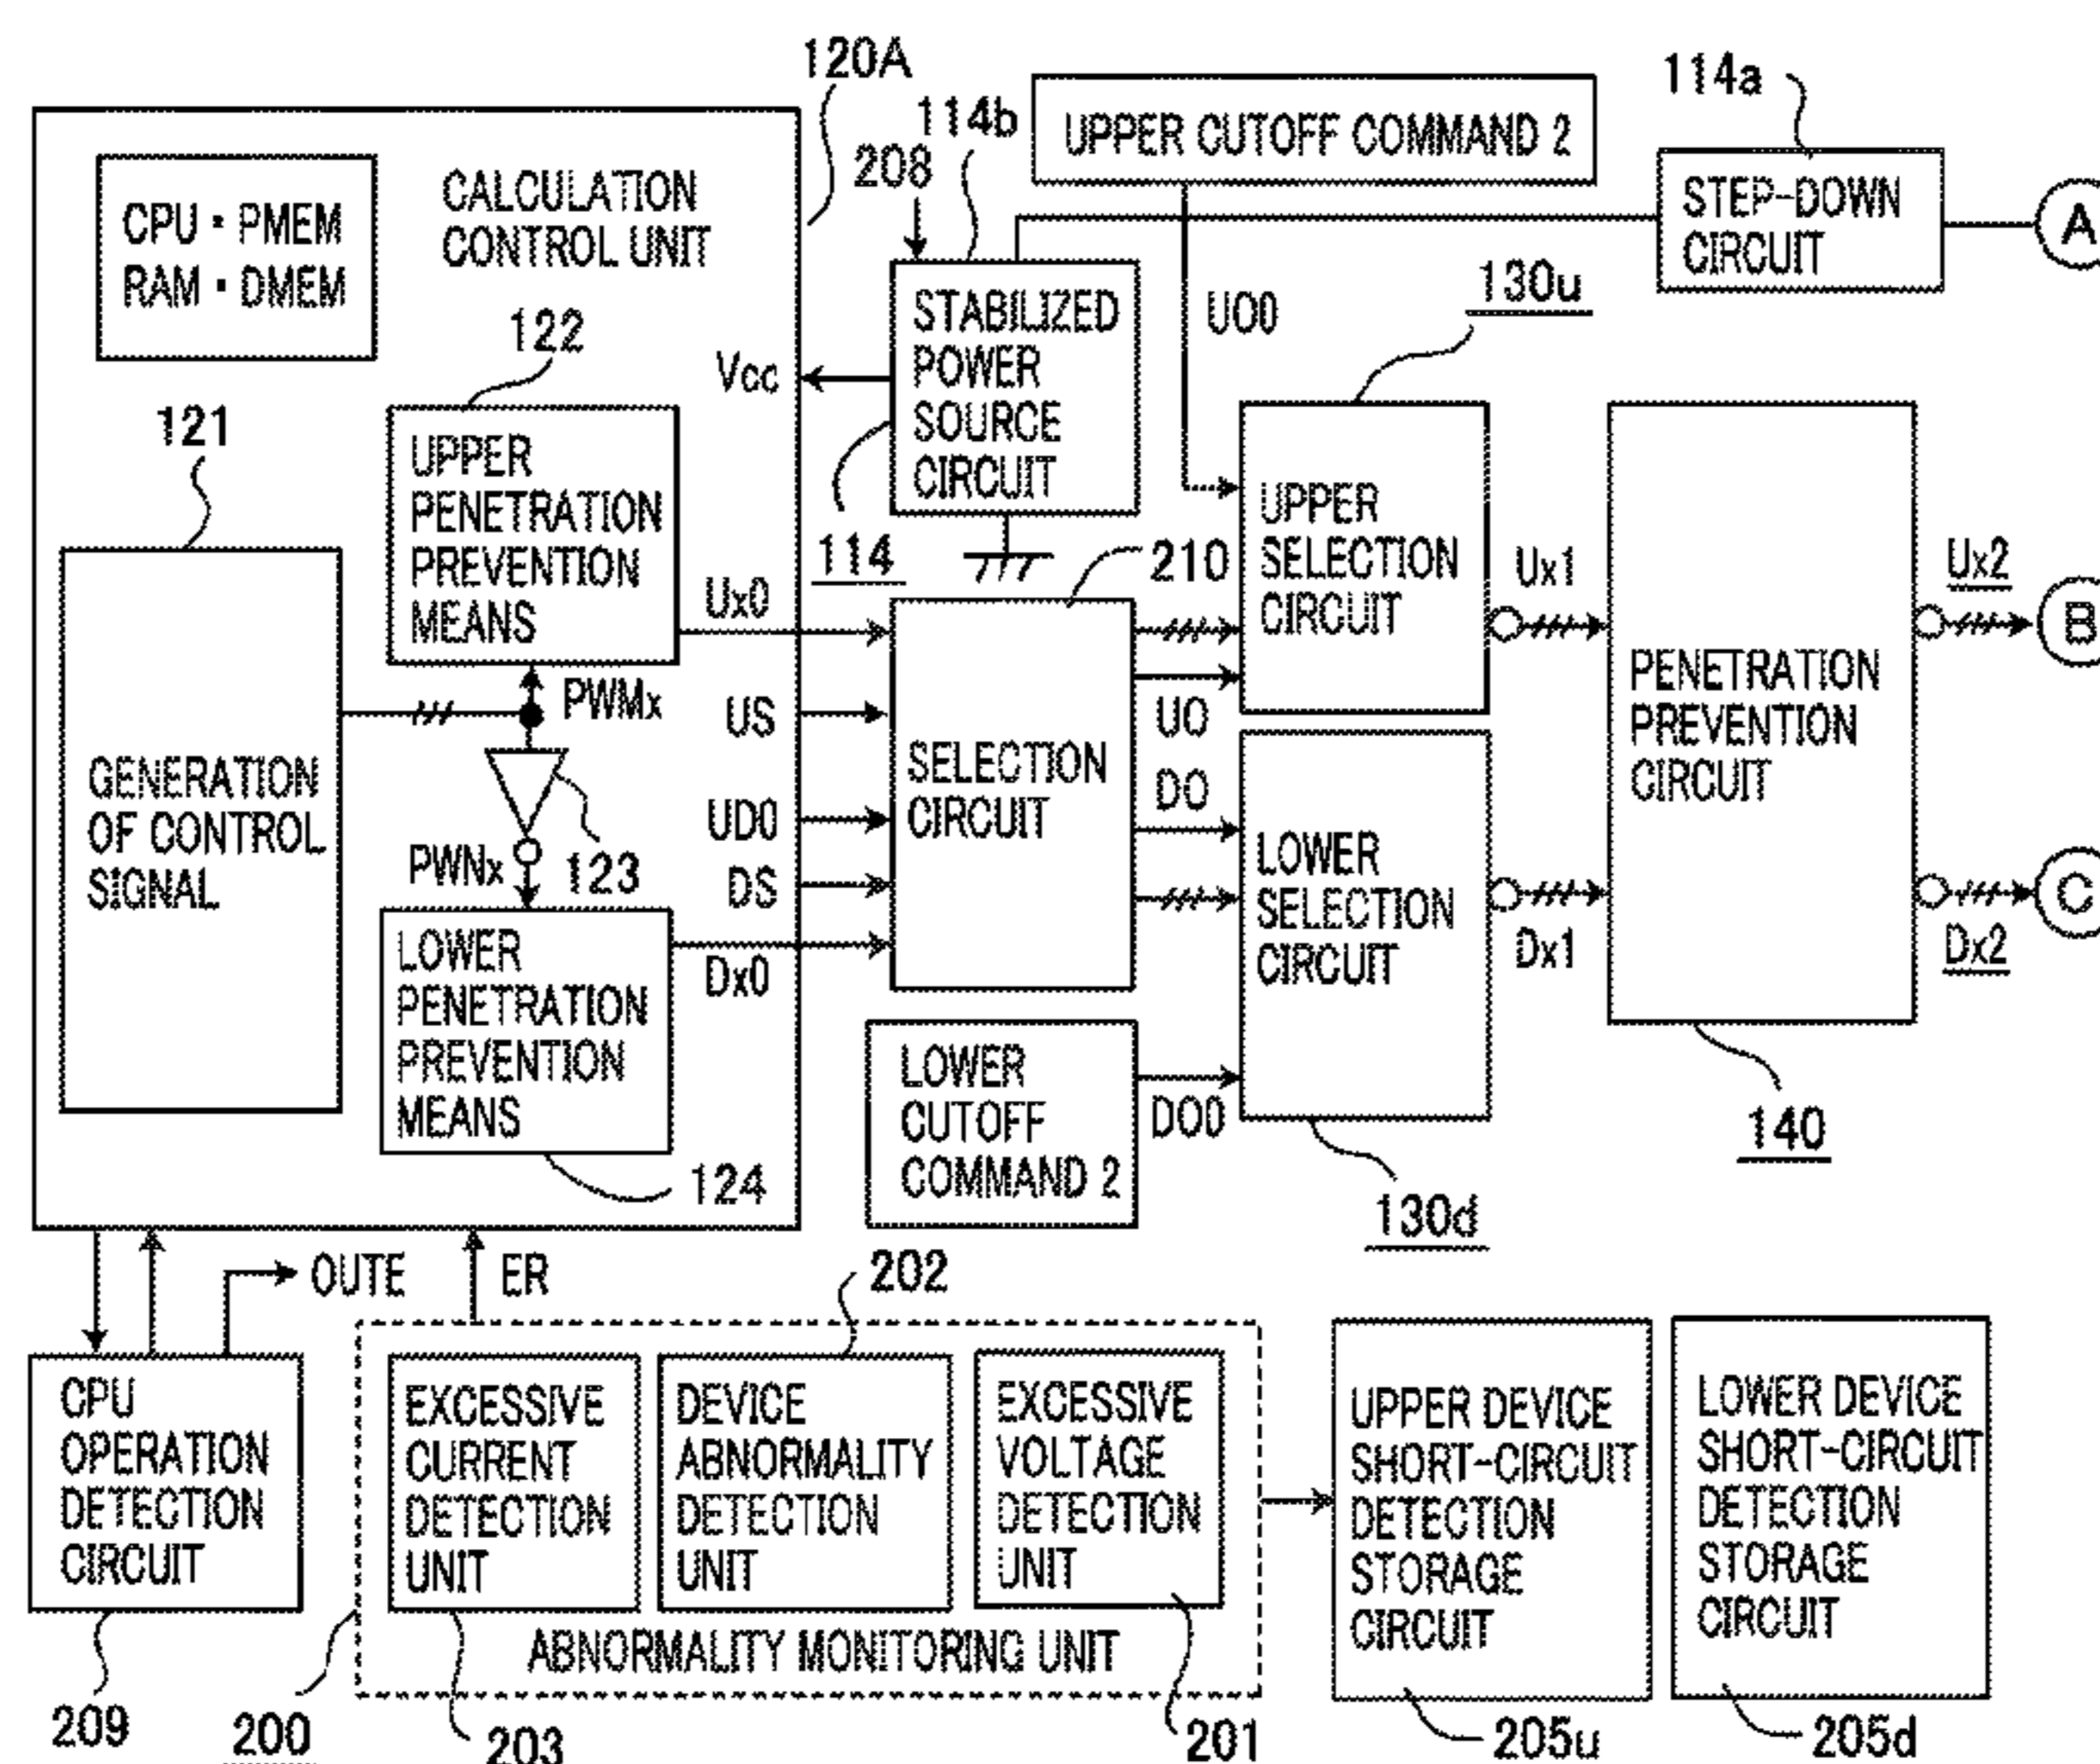 120A
114b
208
UPPER CUTOFF COMMAND 2
114a
CPU・PMEM
RAM・DMEM
CALCULATION
CONTROL UNIT
STEP-DOWN
CIRCUIT
A
122
Vcc
STABILIZED
POWER
SOURCE
CIRCUIT
UO0
130u
121
UPPER
PENETRATION
PREVENTION
MEANS
114
210
UPPER
SELECTION
CIRCUIT
Ux1
Ux2
B
Ux0
PWMx
US
UO
GENERATION
OF CONTROL
SIGNAL
UD0
SELECTION
CIRCUIT
DO
PENETRATION
PREVENTION
CIRCUIT
PWNx
123
DS
LOWER
SELECTION
CIRCUIT
C
Dx0
Dx1
Dx2
LOWER
PENETRATION
PREVENTION
MEANS
LOWER
CUTOFF
COMMAND 2
DO0
140
124
130d
OUTE
ER
202
CPU
OPERATION
DETECTION
CIRCUIT
EXCESSIVE
CURRENT
DETECTION
UNIT
DEVICE
ABNORMALITY
DETECTION
UNIT
EXCESSIVE
VOLTAGE
DETECTION
UNIT
UPPER DEVICE
SHORT-CIRCUIT
DETECTION
STORAGE
CIRCUIT
LOWER DEVICE
SHORT-CIRCUIT
DETECTION
STORAGE
CIRCUIT
ABNORMALITY MONITORING UNIT
209
200
203
201
205u
205d